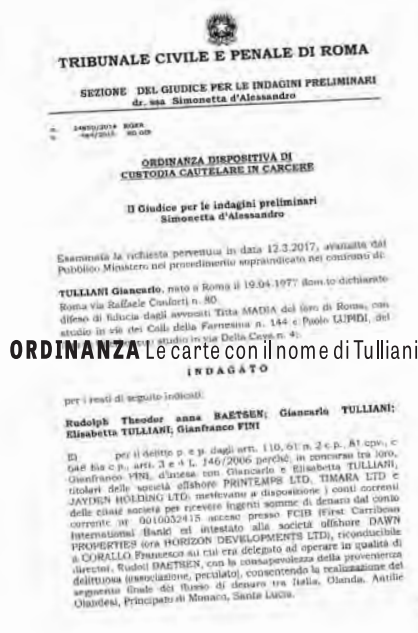 TRIBUNALE CIVILE E PENALE DI ROMA
SEZIONE DEL GIUDICE PER LE INDAGINI PRELIMINARI
dr. ssa Simonetta d'Alessandro
ORDINANZA DISPOSITIVA DI
CUSTODIA CAUTELARE IN CARCERE
Il Giudice per le indagini preliminari
Simonetta d'Alessandro
Esaminata la richiesta pervenuta in data 12.3.2017, avanzata dal
Pubblico Ministero nel procedimento sopraindicato nei confronti di:
TULLIANI Giancarlo, nato a Roma il 19.04.1977 dom.to dichiarato
Roma via Raffaele Conforti n. 80
difeso di fiducia dagli avvocati Titta MADIA del foro di Roma, con
studio in via dei Colli della Farnesina n. 144 e Paolo LUPIDI, del
studio in via Della Cava n. 4;
ORDINANZA Le carte con il nome di Tulliani
INDAGATO
per i reati di seguito indicati:
Rudolph Theodor anna BAETSEN; Giancarlo TULLIANI;
Elisabetta TULLIANI; Gianfranco FINI
E) per il delitto p. e p. dagli artt. 110, 61 n. 2 c.p., 81 cpv., c
648 bis c.p., artt. 3 e 4 L. 146/2006 perché, in concorso tra loro,
Gianfranco FINI, d'intesa con Giancarlo e Elisabetta TULLIANI,
titolari delle società offshore PRINTEMPS LTD, TIMARA LTD e
JAYDEN HOLDING LTD, mettevano a disposizione i conti correnti
delle citate società per ricevere ingenti somme di denaro dal conto
corrente nr 0010032415 acceso presso FCIB (First Carribean
International Bank) ed intestato alla società offshore DAWN
PROPERTIES (ora HORIZON DEVELOPMENTS LTD), riconducibile
a CORALLO Francesco su cui era delegato ad operare in qualità di
director, Rudolf BAETSEN, con la consapevolezza della provenienza
delittuosa (associazione, peculato), consentendo la realizzazione del
segmento finale del flusso di denaro tra Italia, Olanda, Antille
Olandesi, Principato di Monaco, Santa Lucia.